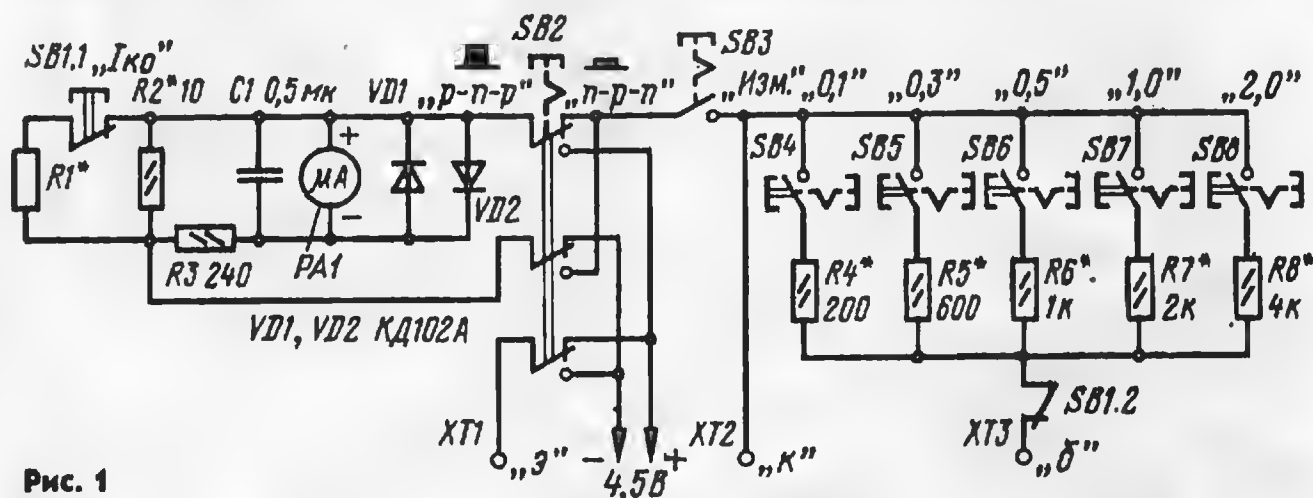 SB2
SB3
SB1.1 „Iко”
R2* 10
C1 0,5 мк
VD1
„p-n-p”
„n-p-n”
„Изм.”
„0,1”
„0,3”
„0,5”
„1,0”
„2,0”
SB4
SB5
SB6
SB7
SB8
R1*
+
μA
−
VD2
R3 240
PA1
R4* 200
R5* 600
R6* 1к
R7* 2к
R8* 4к
VD1, VD2 КД102А
SB1.2
XT1
„э”
− 4,5В +
XT2
„к”
XT3
„б”
Рис. 1